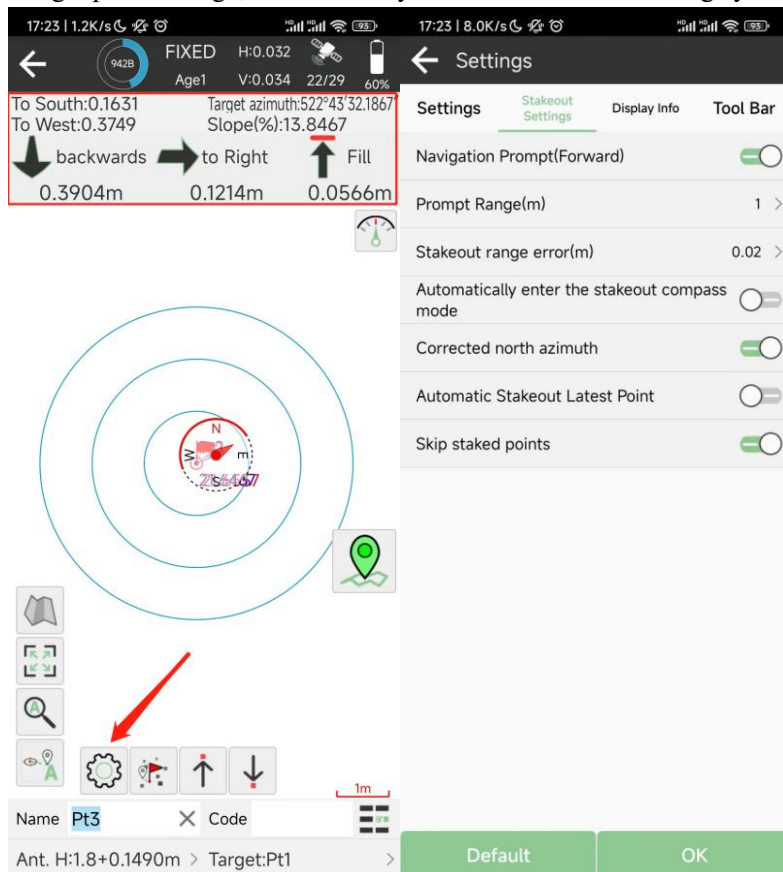 17:23 | 1.2K/s
93
942B
FIXED H:0.032
Age1 V:0.034 22/29 60%
To South:0.1631 Target azimuth:522°43'32.1867"
To West:0.3749 Slope(%):13.8467
backwards to Right Fill
0.3904m 0.1214m 0.0566m
N
W E
S
1m
Name Pt3 Code
Ant. H:1.8+0.1490m > Target:Pt1 >
17:23 | 8.0K/s
93
Settings
Settings Stakeout Settings Display Info Tool Bar
Navigation Prompt(Forward)
Prompt Range(m) 1 >
Stakeout range error(m) 0.02 >
Automatically enter the stakeout compass
mode
Corrected north azimuth
Automatic Stakeout Latest Point
Skip staked points
Default OK